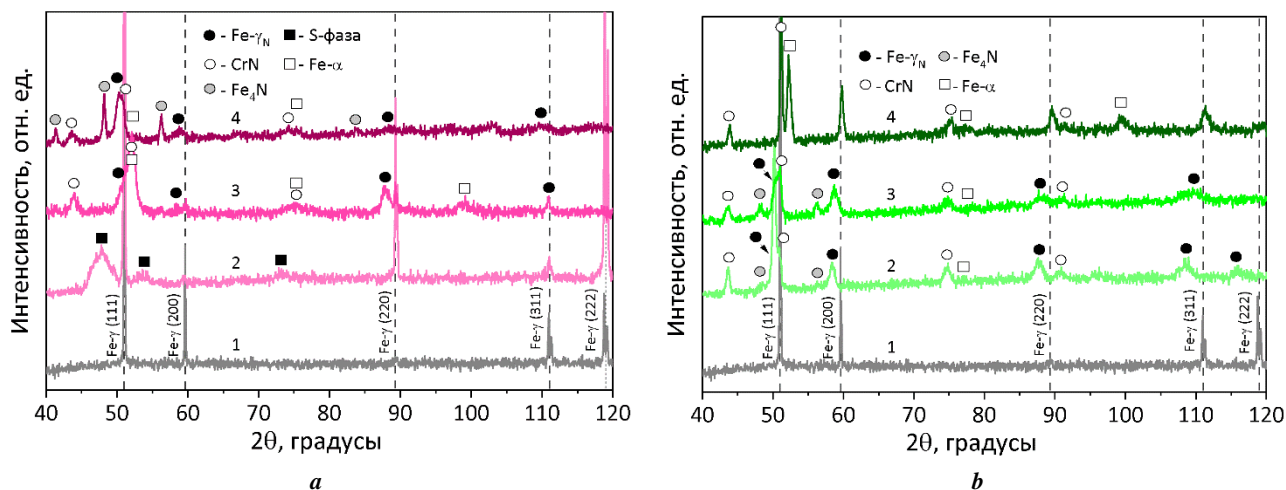 Интенсивность, отн. ед.
- Fe-γN
- S-фаза
- CrN
- Fe-α
- Fe4N
4
3
2
1
Fe-γ (111)
Fe-γ (200)
Fe-γ (220)
Fe-γ (311)
Fe-γ (222)
40 50 60 70 80 90 100 110 120
2θ, градусы
a
Интенсивность, отн. ед.
- Fe-γN
- Fe4N
- CrN
- Fe-α
4
3
2
1
Fe-γ (111)
Fe-γ (200)
Fe-γ (220)
Fe-γ (311)
Fe-γ (222)
40 50 60 70 80 90 100 110 120
2θ, градусы
b